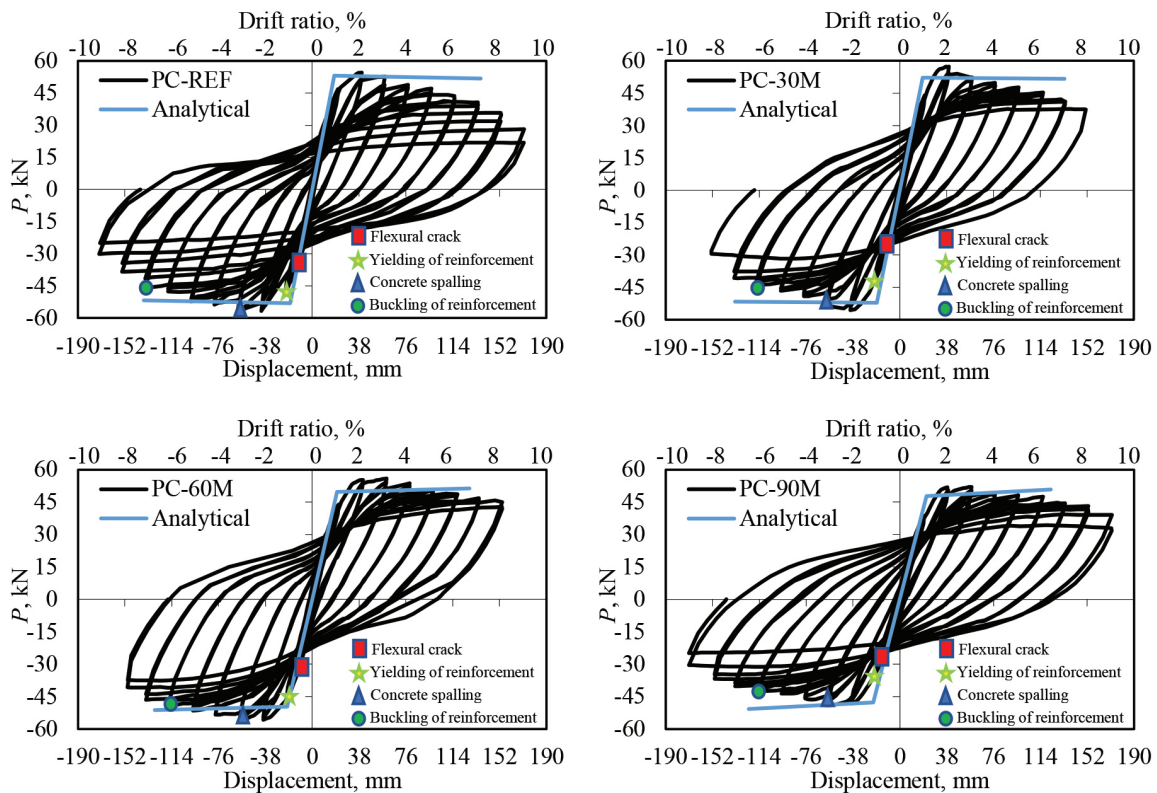 Drift ratio, %
-10 -8 -6 -4 -2 0 2 4 6 8 10
60
45
30
15
0
-15
-30
-45
-60
P, kN
PC-REF
Analytical
Flexural crack
Yielding of reinforcement
Concrete spalling
Buckling of reinforcement
-190 -152 -114 -76 -38 0 38 76 114 152 190
Displacement, mm
Drift ratio, %
-10 -8 -6 -4 -2 0 2 4 6 8 10
60
45
30
15
0
-15
-30
-45
-60
P, kN
PC-30M
Analytical
Flexural crack
Yielding of reinforcement
Concrete spalling
Buckling of reinforcement
-190 -152 -114 -76 -38 0 38 76 114 152 190
Displacement, mm
Drift ratio, %
-10 -8 -6 -4 -2 0 2 4 6 8 10
60
45
30
15
0
-15
-30
-45
-60
P, kN
PC-60M
Analytical
Flexural crack
Yielding of reinforcement
Concrete spalling
Buckling of reinforcement
-190 -152 -114 -76 -38 0 38 76 114 152 190
Displacement, mm
Drift ratio, %
-10 -8 -6 -4 -2 0 2 4 6 8 10
60
45
30
15
0
-15
-30
-45
-60
P, kN
PC-90M
Analytical
Flexural crack
Yielding of reinforcement
Concrete spalling
Buckling of reinforcement
-190 -152 -114 -76 -38 0 38 76 114 152 190
Displacement, mm